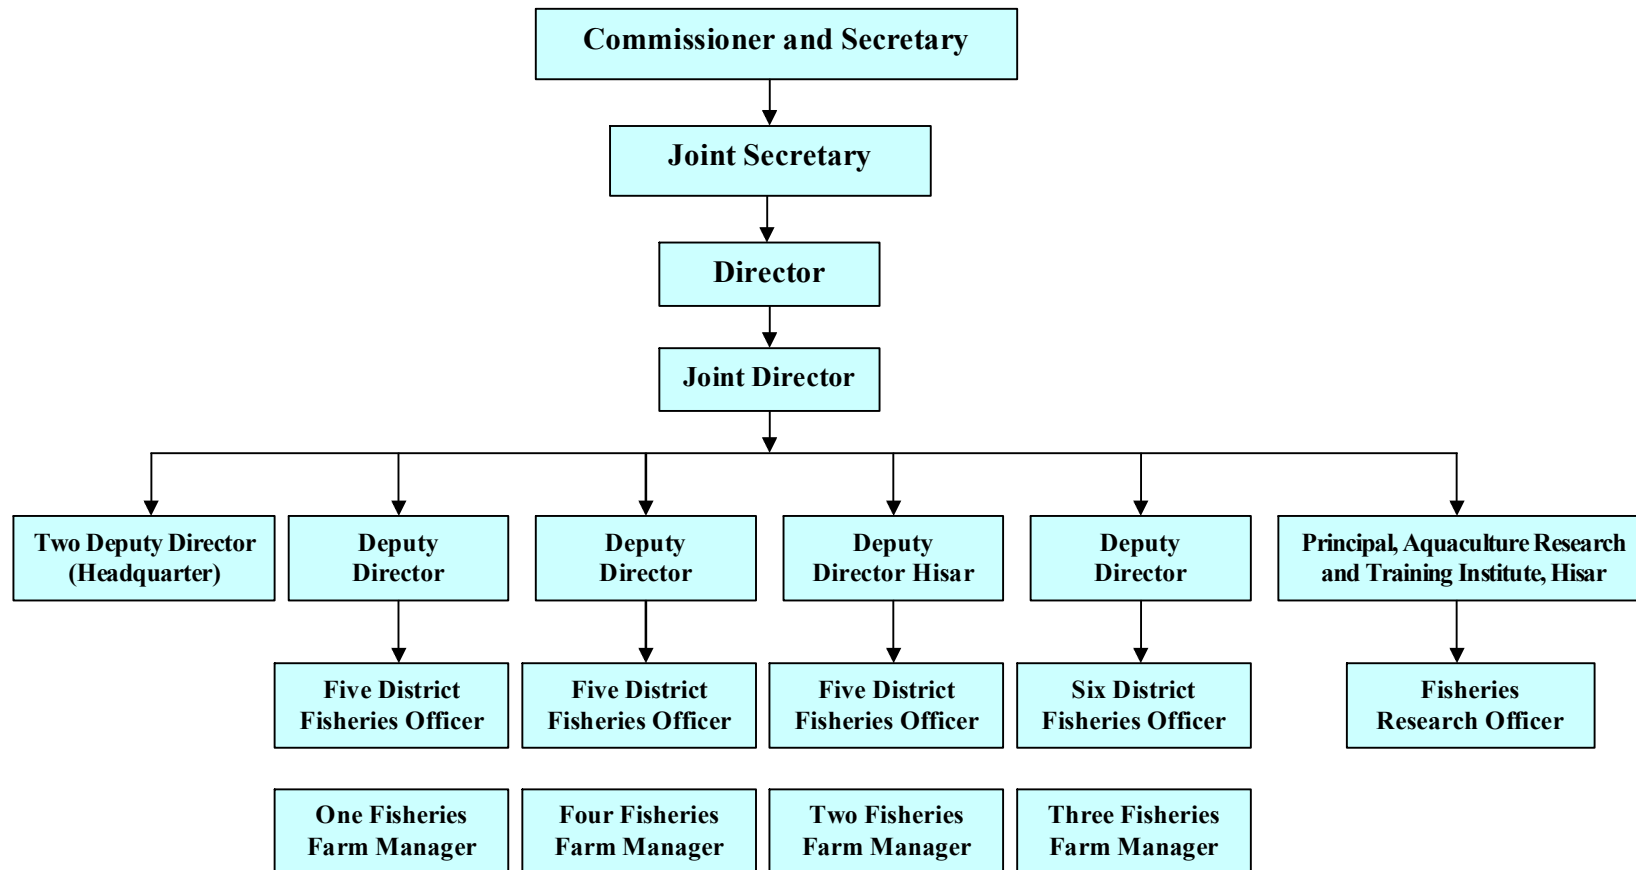 Commissioner and Secretary
Joint Secretary
Director
Joint Director
Two Deputy Director
(Headquarter)
Deputy
Director
Deputy
Director
Deputy
Director Hisar
Deputy
Director
Principal, Aquaculture Research
and Training Institute, Hisar
Five District
Fisheries Officer
Five District
Fisheries Officer
Five District
Fisheries Officer
Six District
Fisheries Officer
Fisheries
Research Officer
One Fisheries
Farm Manager
Four Fisheries
Farm Manager
Two Fisheries
Farm Manager
Three Fisheries
Farm Manager